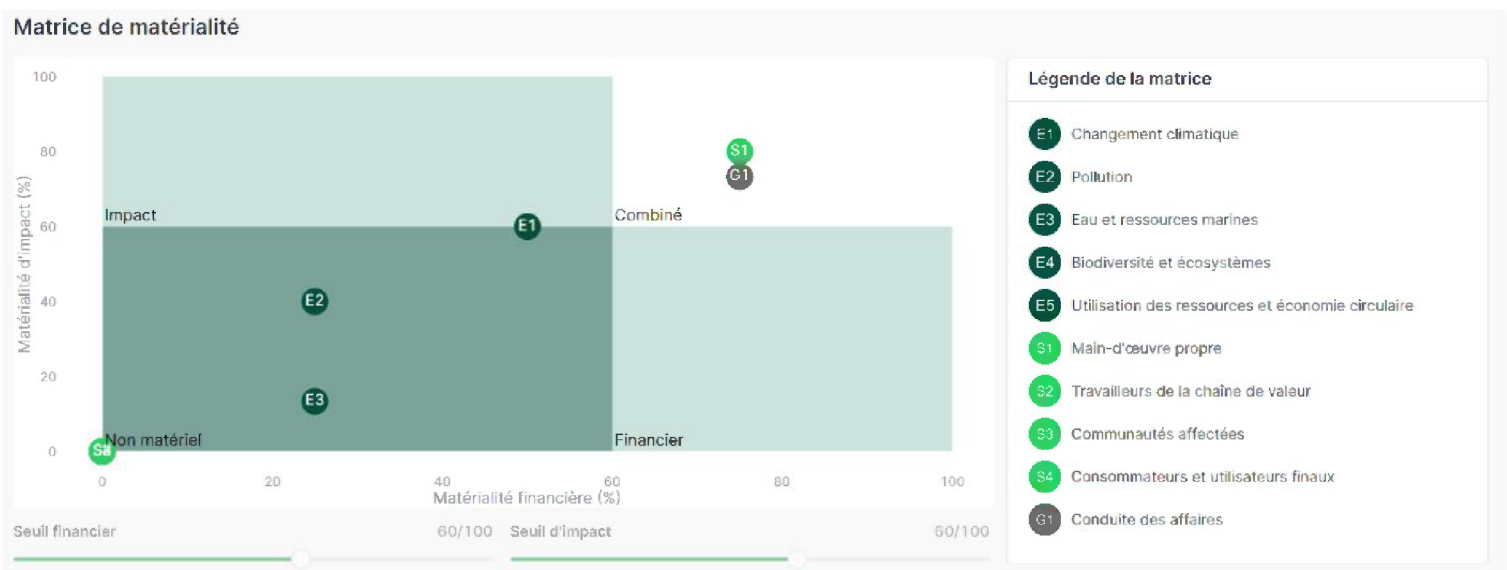 Matrice de matérialité
100
80
60
40
20
0
Matérialité d'impact (%)
Impact
Combiné
Non matériel
Financier
S1
G1
E1
E2
E3
0
20
40
60
80
100
Matérialité financière (%)
Seuil financier
60/100
Seuil d'impact
60/100
Légende de la matrice
E1 Changement climatique
E2 Pollution
E3 Eau et ressources marines
E4 Biodiversité et écosystèmes
E5 Utilisation des ressources et économie circulaire
S1 Main-d'œuvre propre
S2 Travailleurs de la chaîne de valeur
S3 Communautés affectées
S4 Consommateurs et utilisateurs finaux
G1 Conduite des affaires